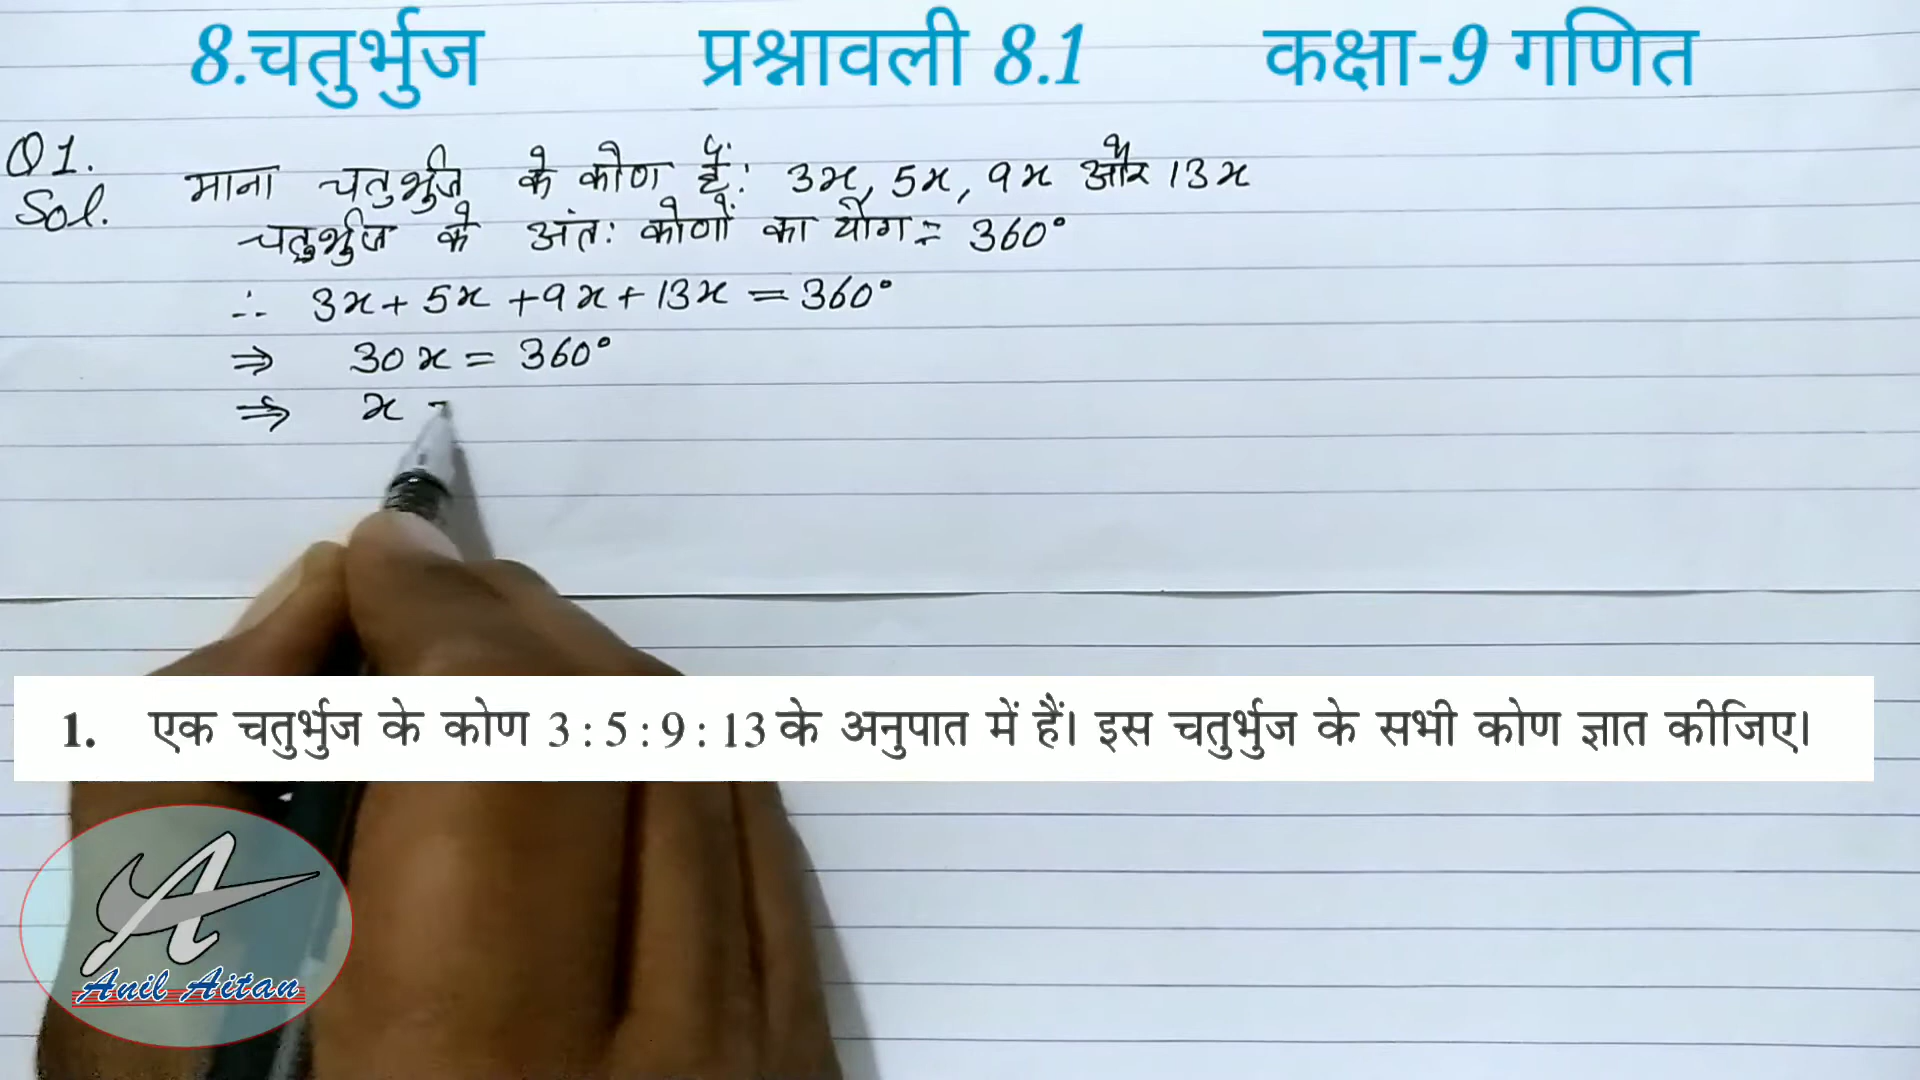 8.चतुर्भुज प्रश्नावली 8.1 कक्षा-9 गणित
Q1.
Sol. माना चतुर्भुज के कोण हैं: 3x, 5x, 9x और 13x
चतुर्भुज के अंतः कोणों का योग = 360°
∴ 3x + 5x + 9x + 13x = 360°
⇒ 30x = 360°
⇒ x =
1. एक चतुर्भुज के कोण 3 : 5 : 9 : 13 के अनुपात में हैं। इस चतुर्भुज के सभी कोण ज्ञात कीजिए।
A
Anil Aitan